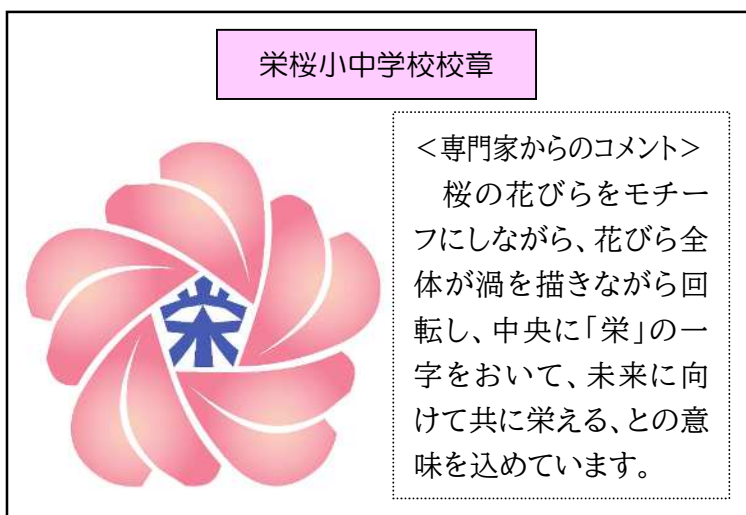 栄桜小中学校校章
栄
＜専門家からのコメント＞
　桜の花びらをモチー
フにしながら、花びら全
体が渦を描きながら回
転し、中央に「栄」の一
字をおいて、未来に向
けて共に栄える、との意
味を込めています。